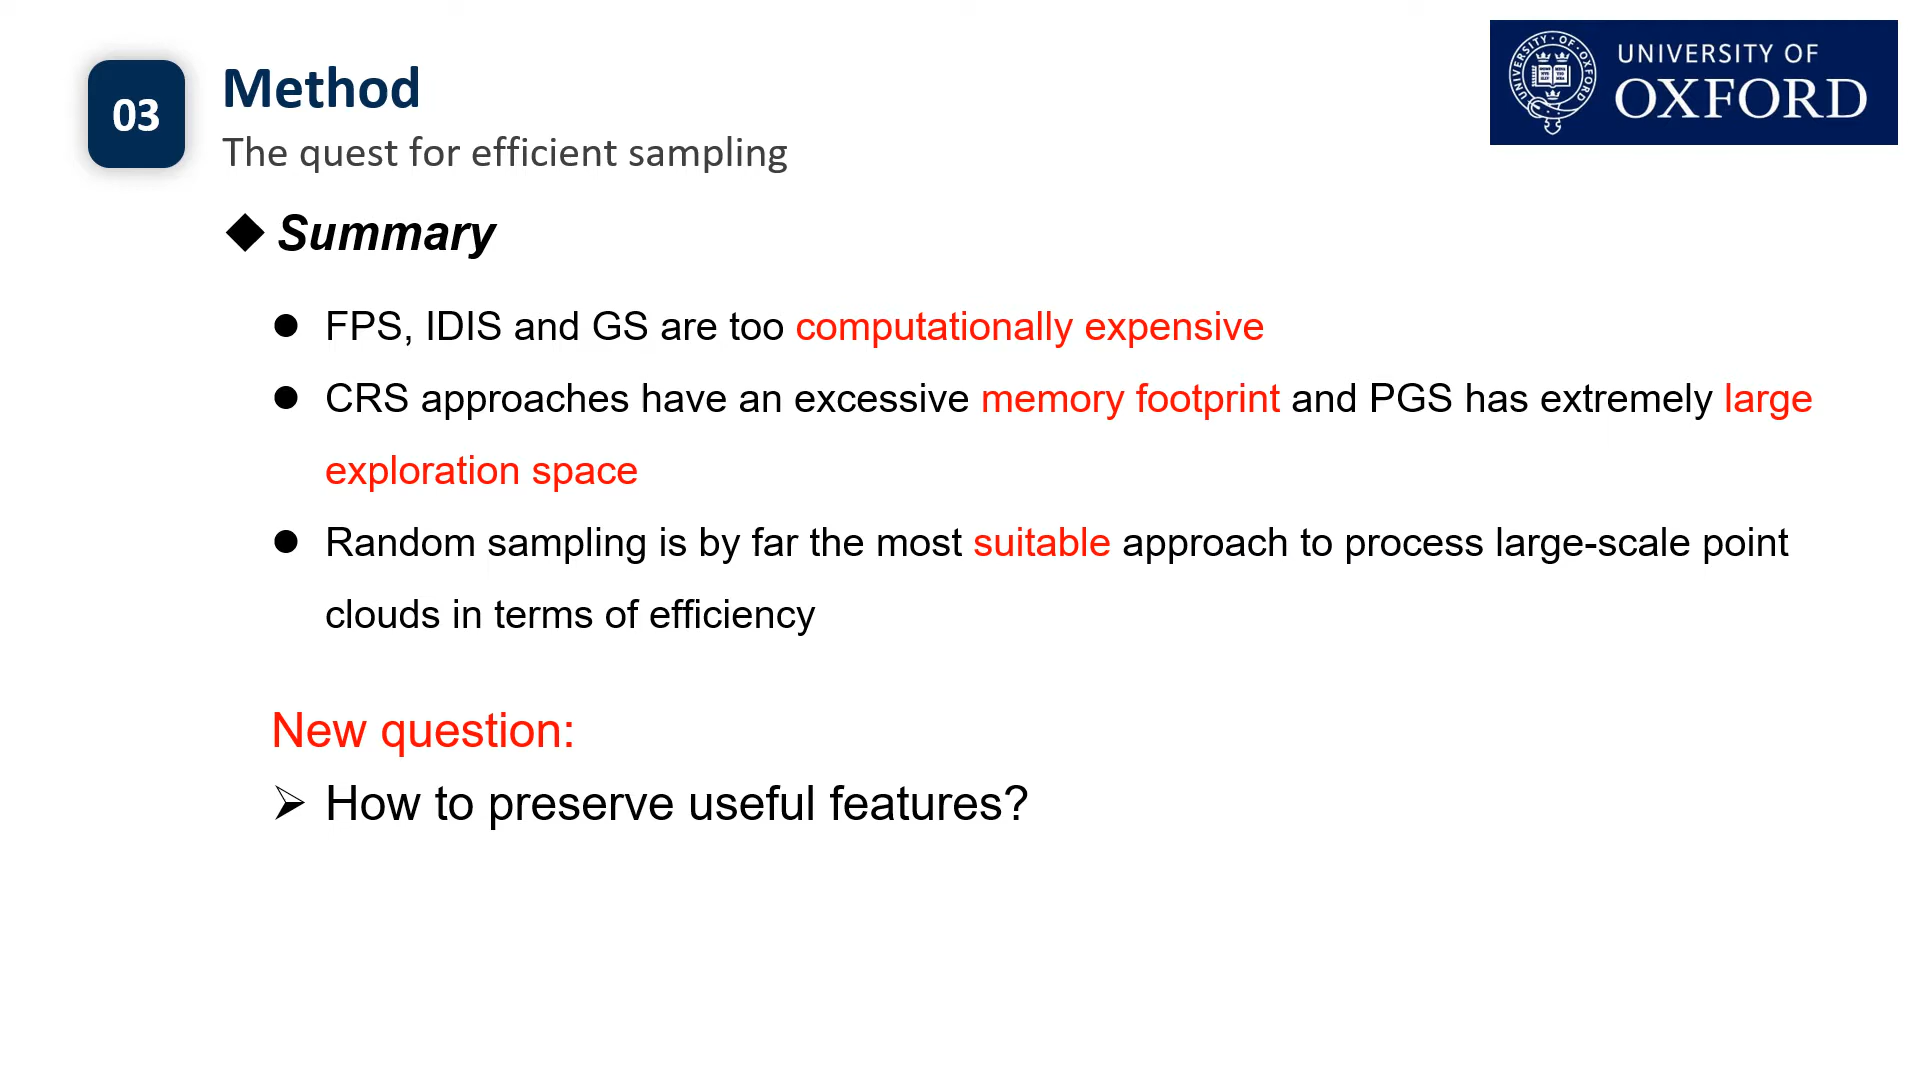 03
Method
The quest for efficient sampling
UNIVERSITY OF
OXFORD
UNIVERSITY · OF · OXFORD
Summary
FPS, IDIS and GS are too computationally expensive
CRS approaches have an excessive memory footprint and PGS has extremely large
exploration space
Random sampling is by far the most suitable approach to process large-scale point
clouds in terms of efficiency
New question:
How to preserve useful features?